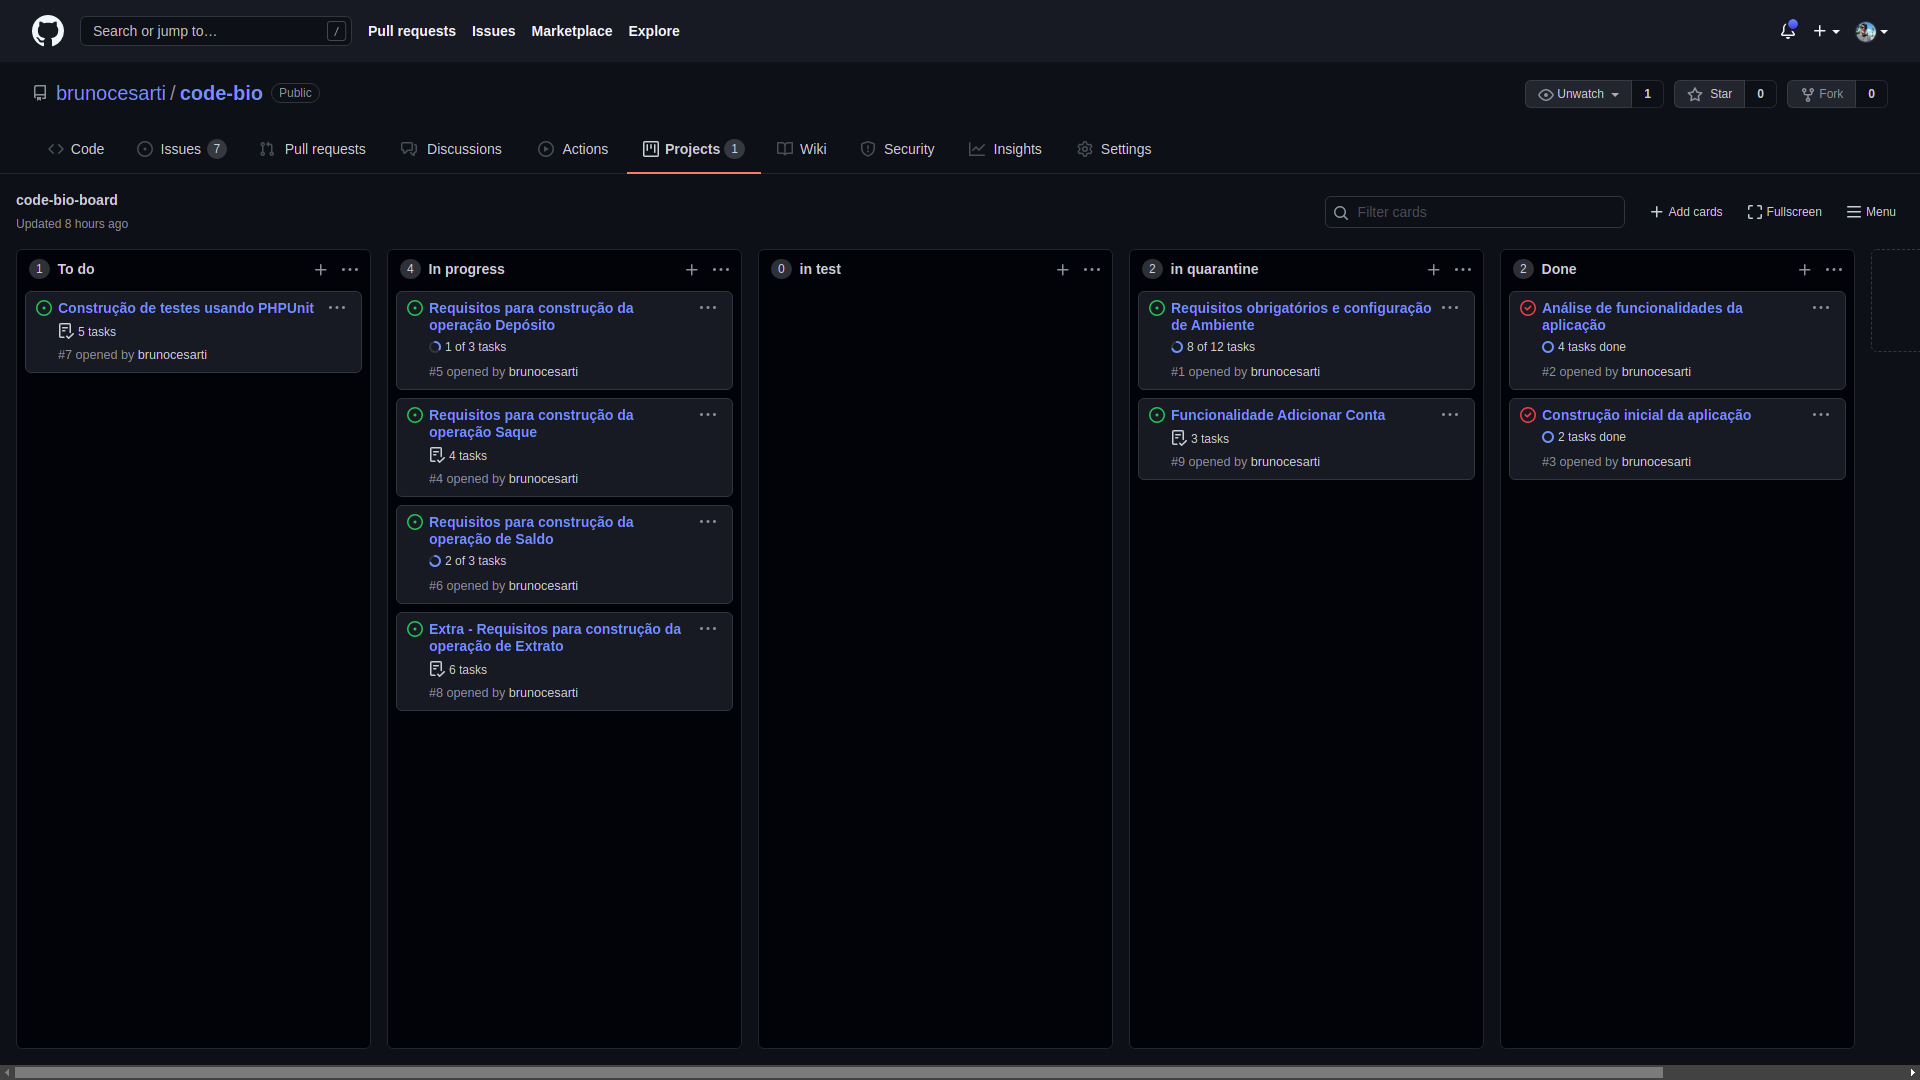 Search or jump to…
/
Pull requests
Issues
Marketplace
Explore
brunocesarti / code-bio
Public
Unwatch
1
Star
0
Fork
0
Code
Issues 7
Pull requests
Discussions
Actions
Projects 1
Wiki
Security
Insights
Settings
code-bio-board
Updated 8 hours ago
Filter cards
Add cards
Fullscreen
Menu
1 To do
Construção de testes usando PHPUnit
5 tasks
#7 opened by brunocesarti
4 In progress
Requisitos para construção da
operação Depósito
1 of 3 tasks
#5 opened by brunocesarti
Requisitos para construção da
operação Saque
4 tasks
#4 opened by brunocesarti
Requisitos para construção da
operação de Saldo
2 of 3 tasks
#6 opened by brunocesarti
Extra - Requisitos para construção da
operação de Extrato
6 tasks
#8 opened by brunocesarti
0 in test
2 in quarantine
Requisitos obrigatórios e configuração
de Ambiente
8 of 12 tasks
#1 opened by brunocesarti
Funcionalidade Adicionar Conta
3 tasks
#9 opened by brunocesarti
2 Done
Análise de funcionalidades da
aplicação
4 tasks done
#2 opened by brunocesarti
Construção inicial da aplicação
2 tasks done
#3 opened by brunocesarti